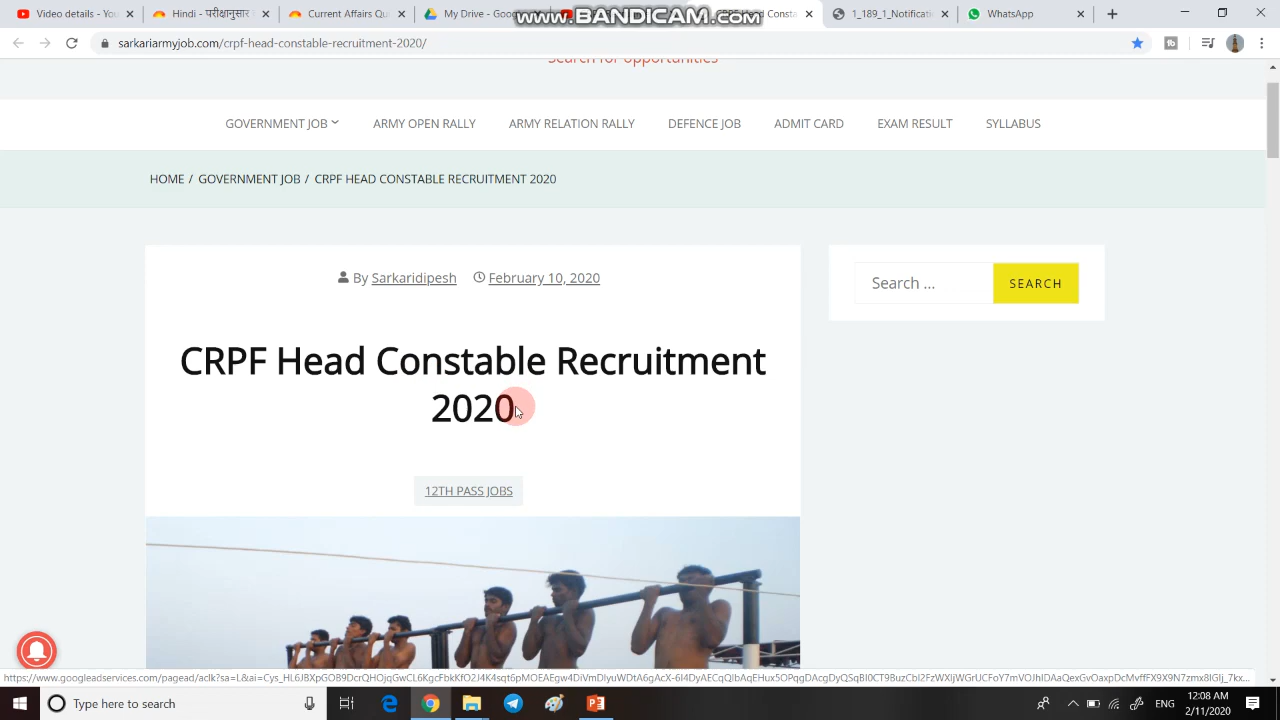 Video details - You
Hindi - परीक्षानुसार
Current Affairs Qu
My Drive - Google
www.BANDICAM.com
Consta
1_189_1_Notificati
WhatsApp
sarkariarmyjob.com/crpf-head-constable-recruitment-2020/
Search for opportunities
GOVERNMENT JOB
ARMY OPEN RALLY
ARMY RELATION RALLY
DEFENCE JOB
ADMIT CARD
EXAM RESULT
SYLLABUS
HOME / GOVERNMENT JOB / CRPF HEAD CONSTABLE RECRUITMENT 2020
By Sarkaridipesh February 10, 2020
Search ...
SEARCH
CRPF Head Constable Recruitment
2020
12TH PASS JOBS
Type here to search
ENG
12:08 AM
2/11/2020